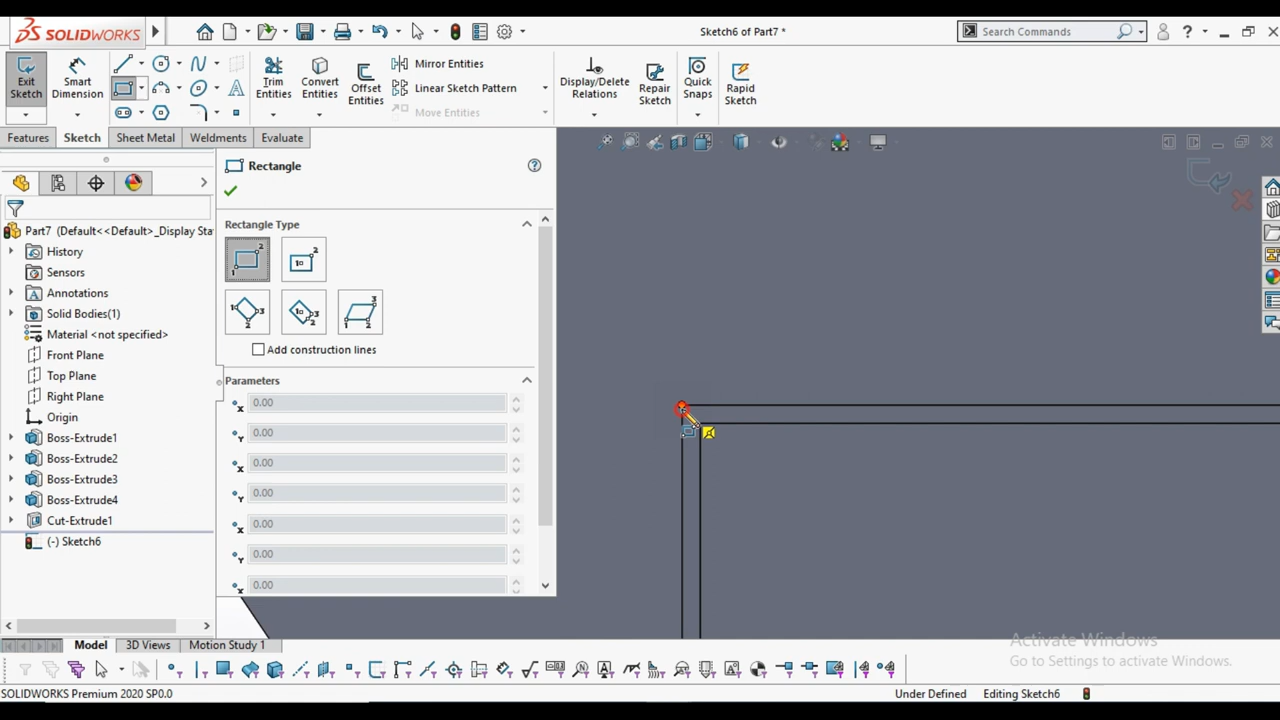 SOLIDWORKS
Sketch6 of Part7 *
Search Commands
Exit Sketch
Smart Dimension
Trim Entities
Convert Entities
Offset Entities
Mirror Entities
Linear Sketch Pattern
Move Entities
Display/Delete Relations
Repair Sketch
Quick Snaps
Rapid Sketch
Features
Sketch
Sheet Metal
Weldments
Evaluate
Rectangle
Part7 (Default<<Default>_Display Sta
History
Sensors
Annotations
Solid Bodies(1)
Material <not specified>
Front Plane
Top Plane
Right Plane
Origin
Boss-Extrude1
Boss-Extrude2
Boss-Extrude3
Boss-Extrude4
Cut-Extrude1
(-) Sketch6
Rectangle Type
Add construction lines
Parameters
0.00
0.00
0.00
0.00
0.00
0.00
0.00
Activate Windows
Go to Settings to activate Windows.
Model
3D Views
Motion Study 1
SOLIDWORKS Premium 2020 SP0.0
Under Defined
Editing Sketch6